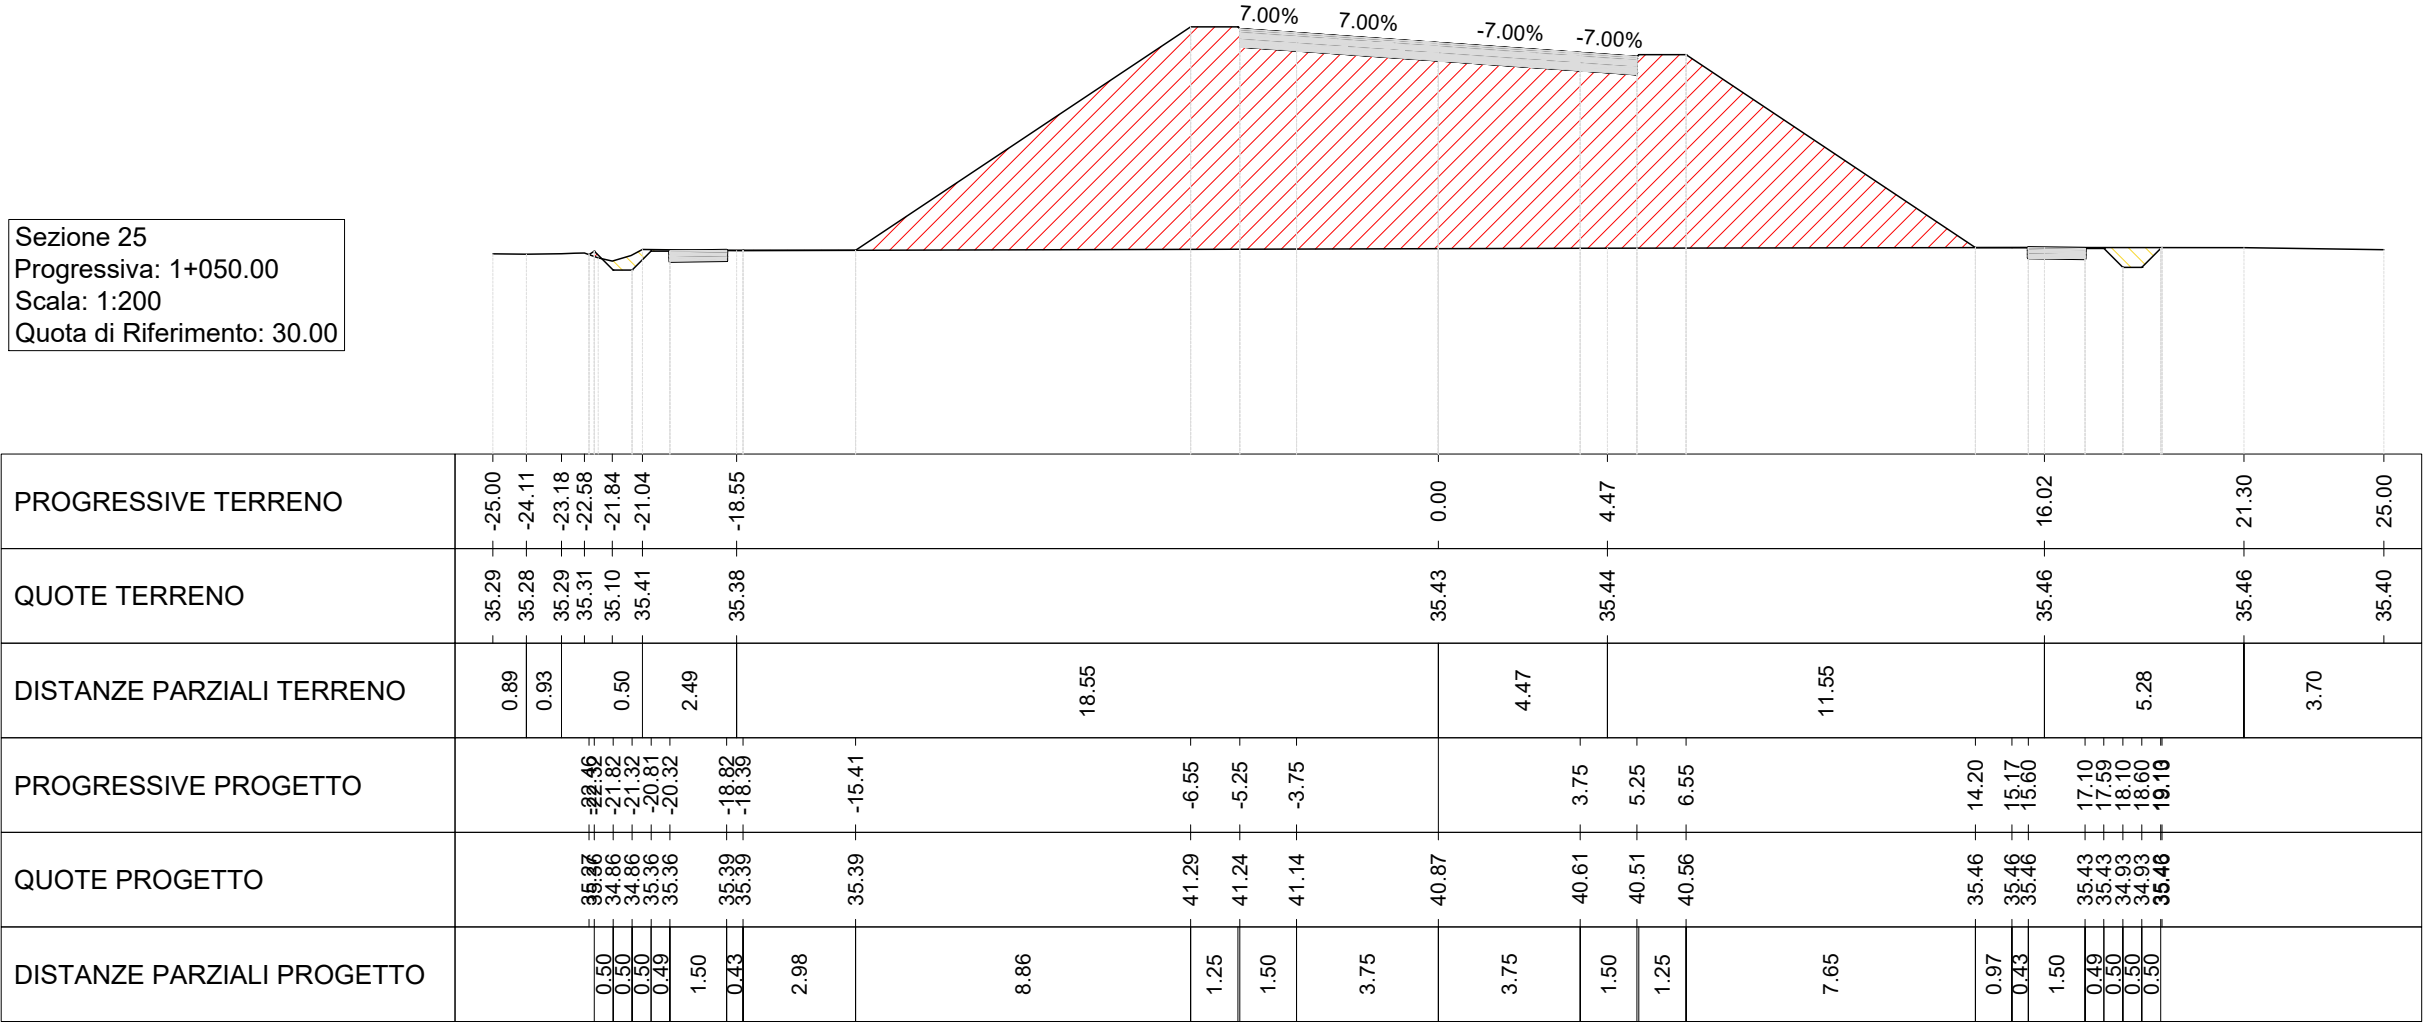 7.00% 7.00% -7.00% -7.00%
Sezione 25
Progressiva: 1+050.00
Scala: 1:200
Quota di Riferimento: 30.00
PROGRESSIVE TERRENO -25.00 -24.11 -23.18 -22.58 -21.84 -21.04 -18.55 0.00 4.47 16.02 21.30 25.00
QUOTE TERRENO 35.29 35.28 35.29 35.31 35.10 35.41 35.38 35.43 35.44 35.46 35.46 35.40
DISTANZE PARZIALI TERRENO 0.89 0.93 0.50 2.49 18.55 4.47 11.55 5.28 3.70
PROGRESSIVE PROGETTO -22.46 -22.32 -21.82 -21.32 -20.81 -20.32 -18.82 -18.39 -15.41 -6.55 -5.25 -3.75 3.75 5.25 6.55 14.20 15.17 15.60 17.10 17.59 18.10 18.60 19.10
QUOTE PROGETTO 34.86 34.86 35.36 35.36 35.39 35.39 35.39 41.29 41.24 41.14 40.87 40.61 40.51 40.56 35.46 35.46 35.46 35.43 35.43 34.93 34.93
DISTANZE PARZIALI PROGETTO 0.50 0.50 0.50 0.49 1.50 0.43 2.98 8.86 1.25 1.50 3.75 3.75 1.50 1.25 7.65 0.97 0.43 1.50 0.49 0.50 0.50 0.50